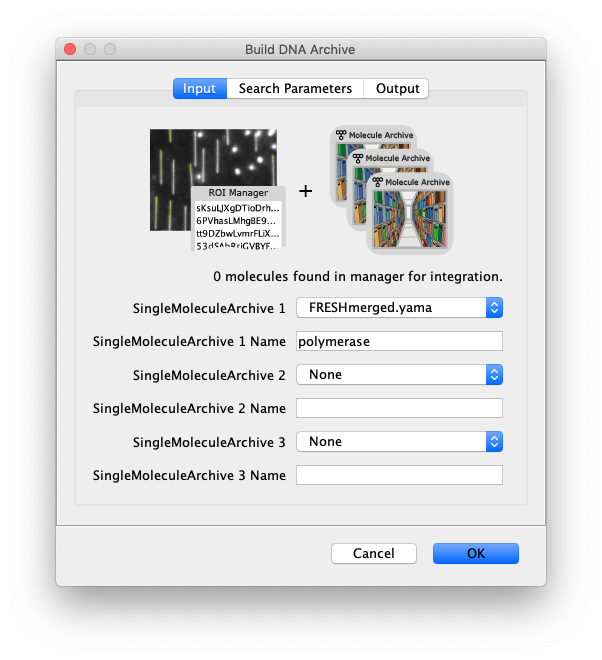 Build DNA Archive
Input Search Parameters Output
Molecule Archive
Molecule Archive
Molecule Archive
ROI Manager
sKsuLJXgDTioDrh...
6PVhasLMhgBE9...
tt9DZbwLvmrFLiX...
+
0 molecules found in manager for integration.
SingleMoleculeArchive 1 FRESHmerged.yama
SingleMoleculeArchive 1 Name polymerase
SingleMoleculeArchive 2 None
SingleMoleculeArchive 2 Name
SingleMoleculeArchive 3 None
SingleMoleculeArchive 3 Name
Cancel OK